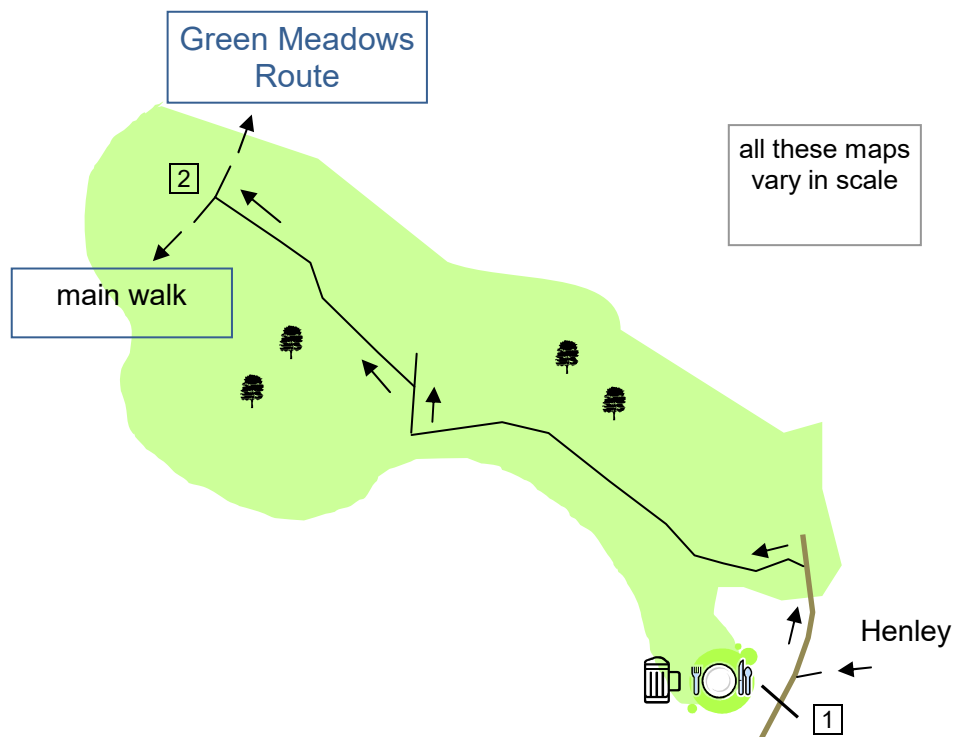 Green Meadows
Route
all these maps
vary in scale
2
main walk
Henley
1